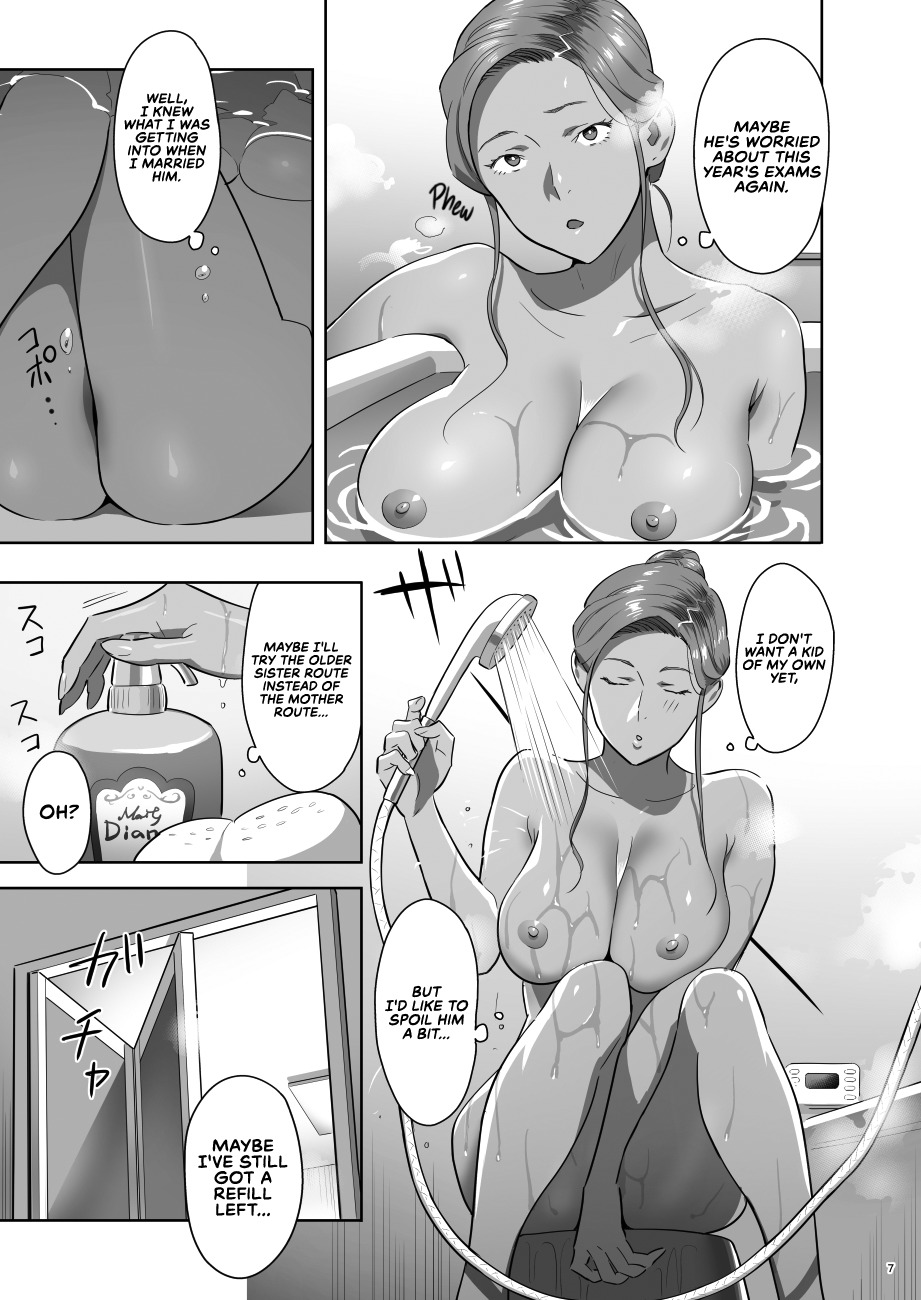 MAYBE
HE'S WORRIED
ABOUT THIS
YEAR'S EXAMS
AGAIN.
Phew
WELL,
I KNEW
WHAT I WAS
GETTING
INTO WHEN
I MARRIED
HIM.
コポ…
I DON'T
WANT A KID
OF MY OWN
YET,
BUT
I'D LIKE TO
SPOIL HIM
A BIT...
MAYBE I'LL
TRY THE OLDER
SISTER ROUTE
INSTEAD OF
THE MOTHER
ROUTE...
スコ
スコ
OH?
Dian
ガチャ
MAYBE
I'VE STILL
GOT A
REFILL
LEFT...
7